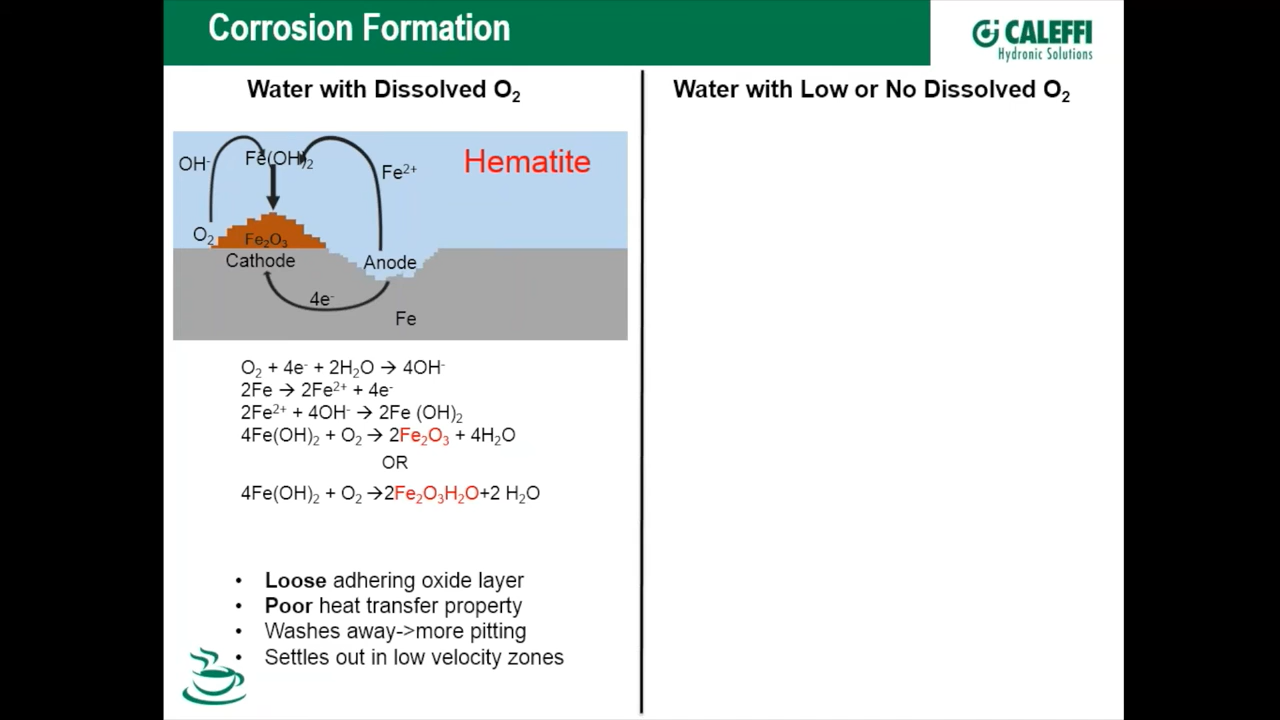 Corrosion Formation
CALEFFI
Hydronic Solutions
Water with Dissolved O₂
OH⁻
Fe(OH)₂
Fe²⁺
Hematite
O₂
Fe₂O₃
Cathode
Anode
4e⁻
Fe
O₂ + 4e⁻ + 2H₂O → 4OH⁻
2Fe → 2Fe²⁺ + 4e⁻
2Fe²⁺ + 4OH⁻ → 2Fe (OH)₂
4Fe(OH)₂ + O₂ → 2Fe₂O₃ + 4H₂O
OR
4Fe(OH)₂ + O₂ →2Fe₂O₃H₂O+2 H₂O
• Loose adhering oxide layer
• Poor heat transfer property
• Washes away->more pitting
• Settles out in low velocity zones
Water with Low or No Dissolved O₂